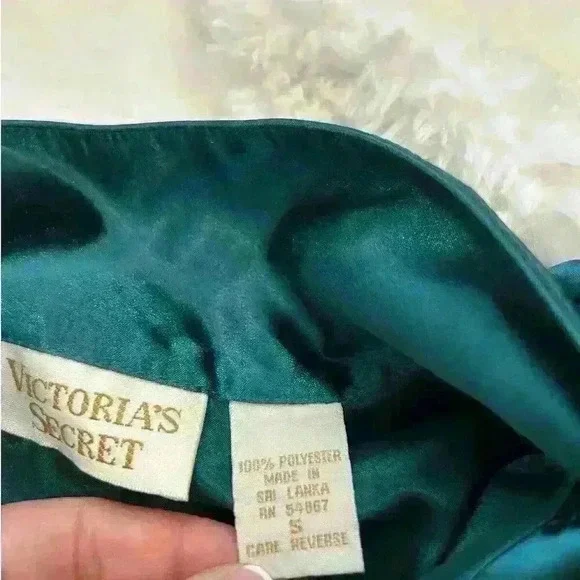 VICTORIA'S
SECRET
100% POLYESTER
MADE IN
SRI LANKA
RN 54867
S
CARE REVERSE